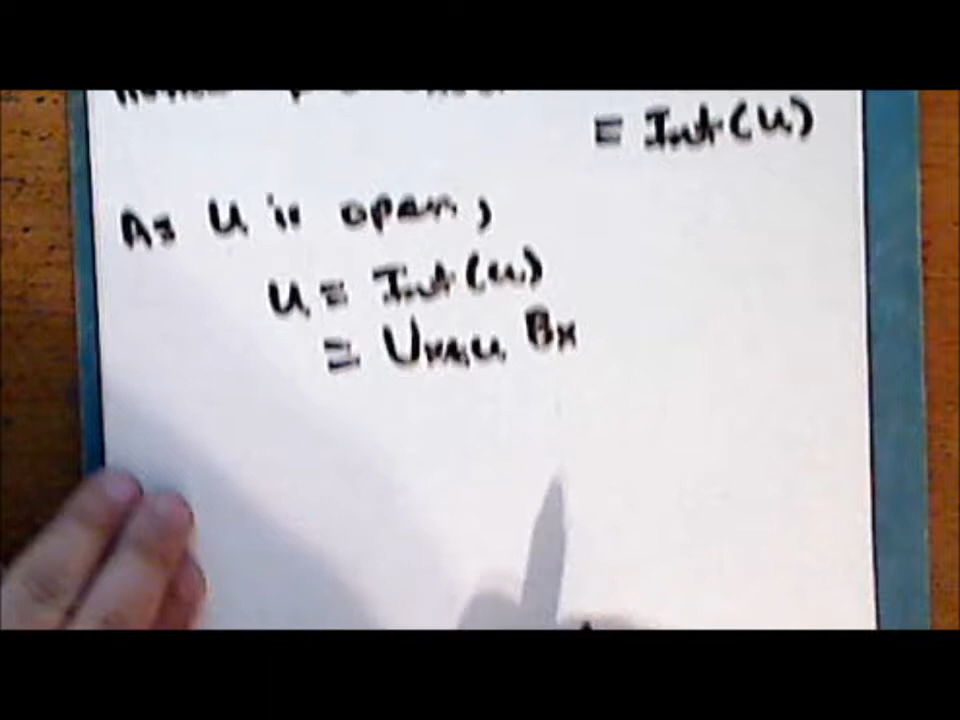 = Int(U)
As U is open,
U = Int(U)
= ∪x∈U Bx